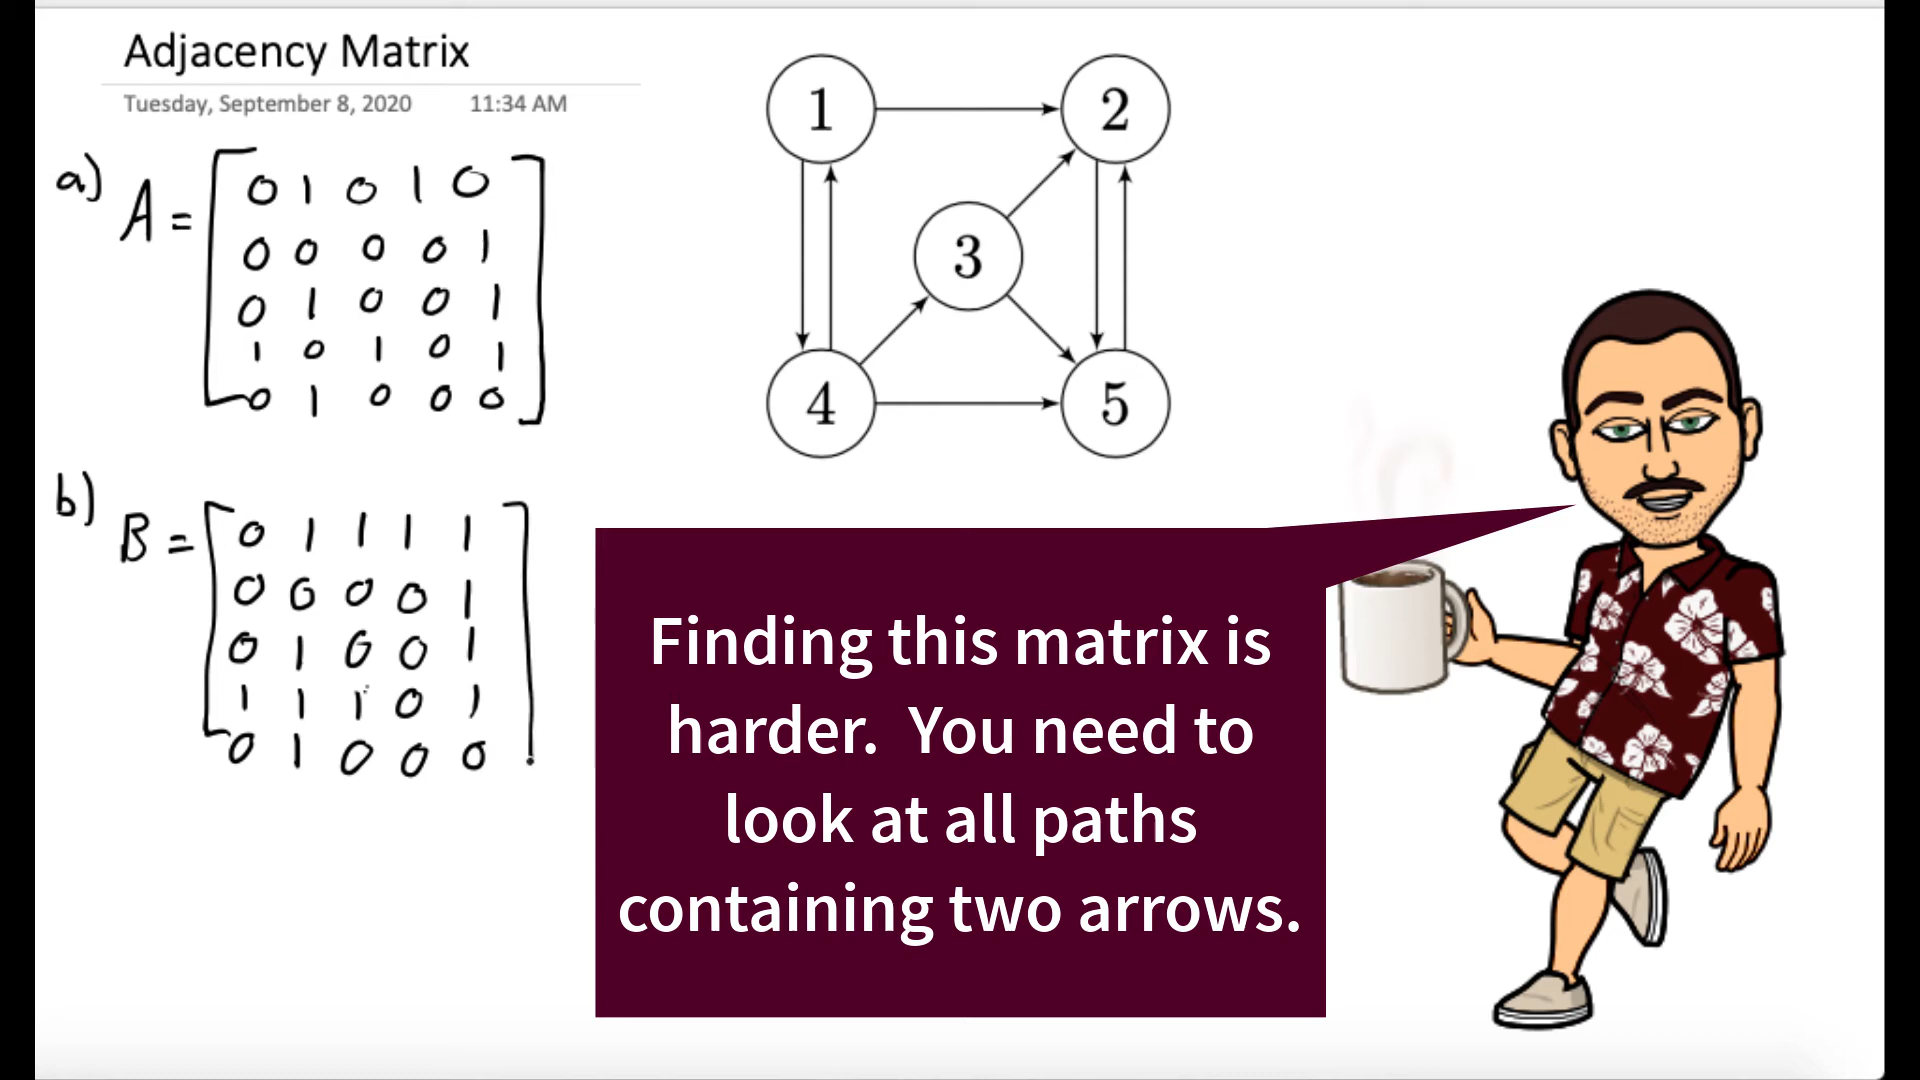 Adjacency Matrix
Tuesday, September 8, 2020 11:34 AM
a) A = [0 1 0 1 0
0 0 0 0 1
0 1 0 0 1
1 0 1 0 1
0 1 0 0 0]
1 2
3
4 5
b) B = [0 1 1 1 1
0 0 0 0 1
0 1 0 0 1
1 1 1 0 1
0 1 0 0 0
Finding this matrix is
harder. You need to
look at all paths
containing two arrows.